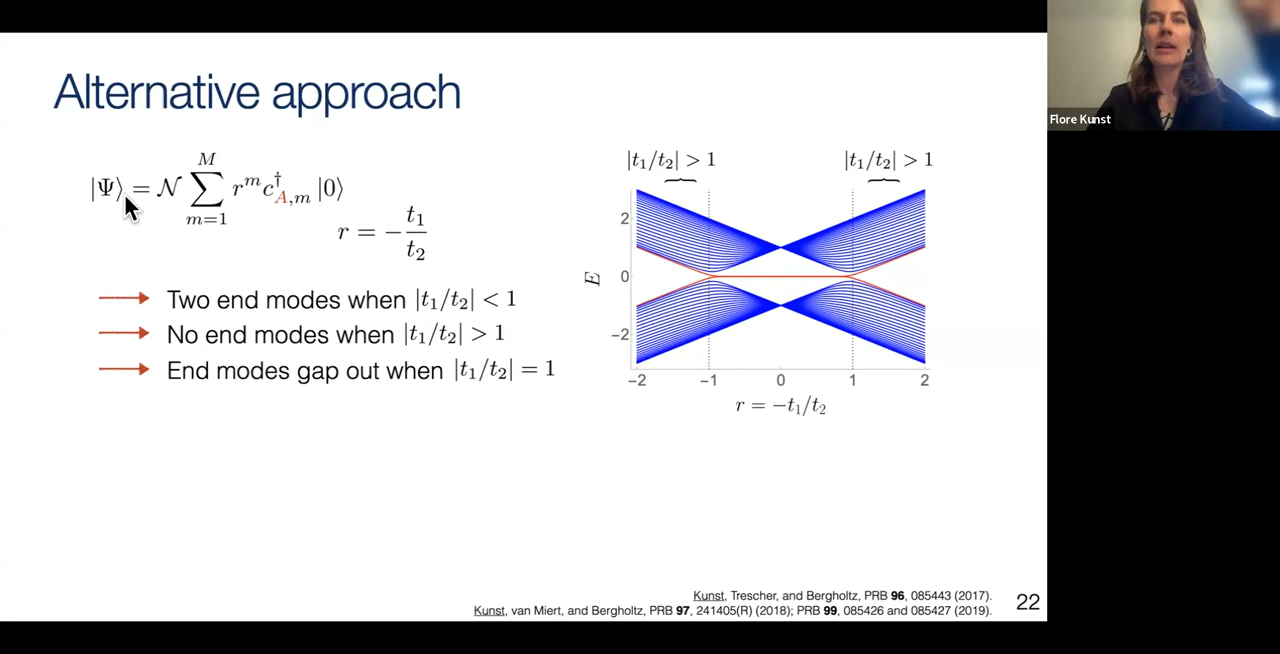 Alternative approach
|Ψ⟩ = 𝒩 ∑_{m=1}^{M} r^m c†_{A,m} |0⟩
r = − t₁/t₂
Two end modes when |t₁/t₂| < 1
No end modes when |t₁/t₂| > 1
End modes gap out when |t₁/t₂| = 1
|t₁/t₂| > 1 |t₁/t₂| > 1
2
0
−2
E
−2 −1 0 1 2
r = −t₁/t₂
Kunst, Trescher, and Bergholtz, PRB 96, 085443 (2017).
Kunst, van Miert, and Bergholtz, PRB 97, 241405(R) (2018); PRB 99, 085426 and 085427 (2019).
22
Flore Kunst